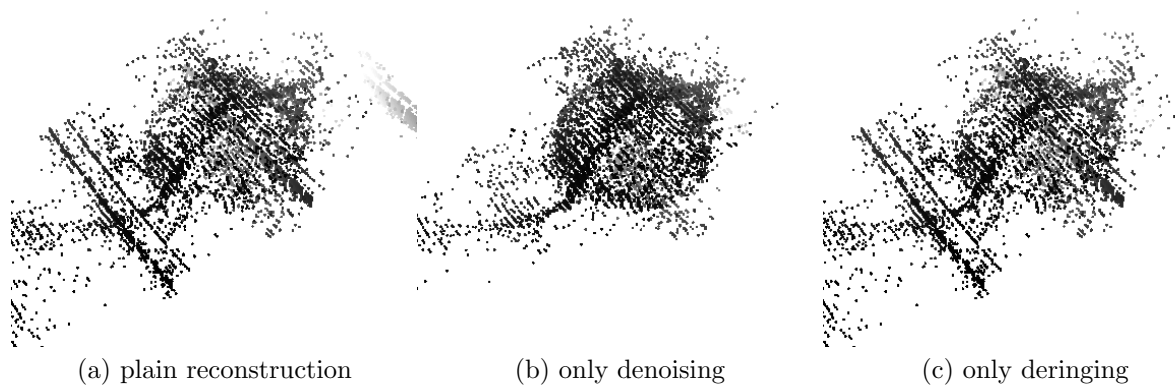 (a) plain reconstruction
(b) only denoising
(c) only deringing